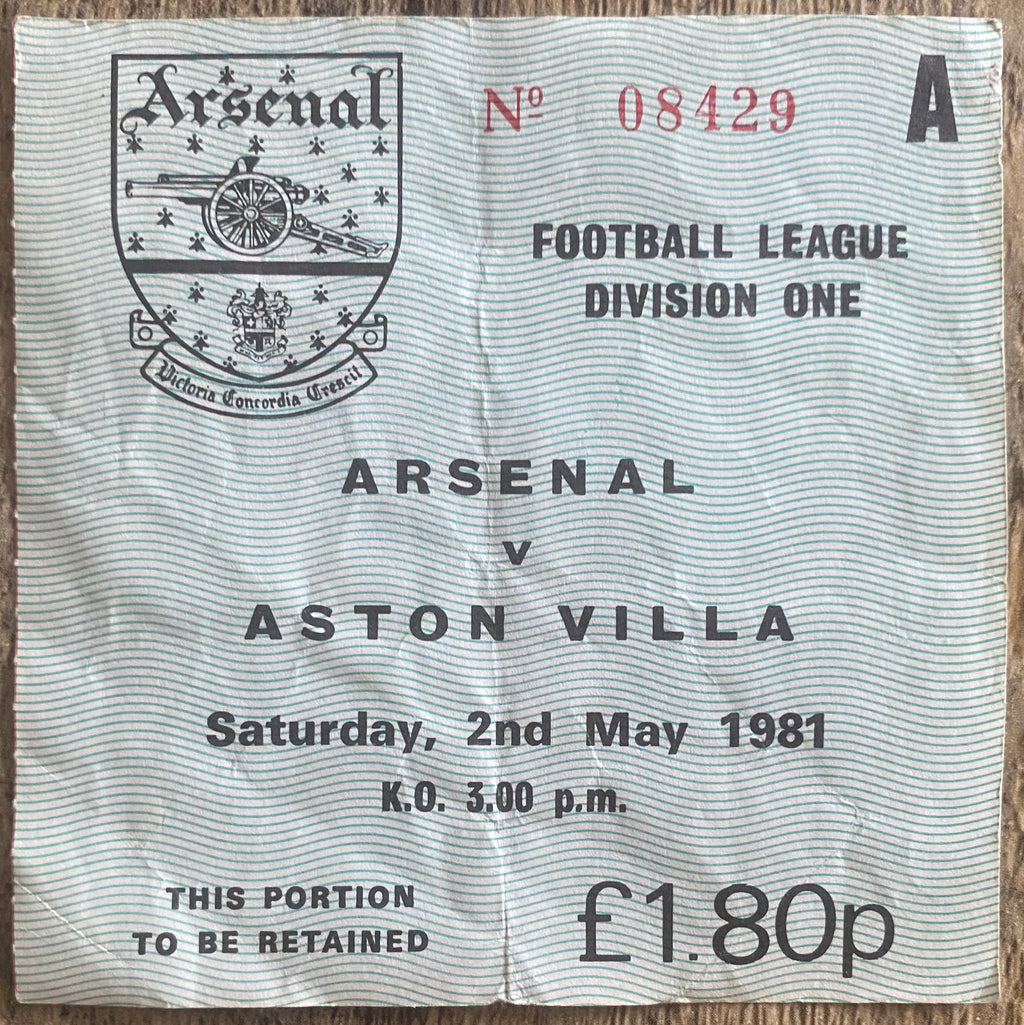 Arsenal
Nº 08429
A
FOOTBALL LEAGUE
DIVISION ONE
Victoria Concordia Crescit
ARSENAL
v
ASTON VILLA
Saturday, 2nd May 1981
K.O. 3.00 p.m.
THIS PORTION
TO BE RETAINED
£1.80p